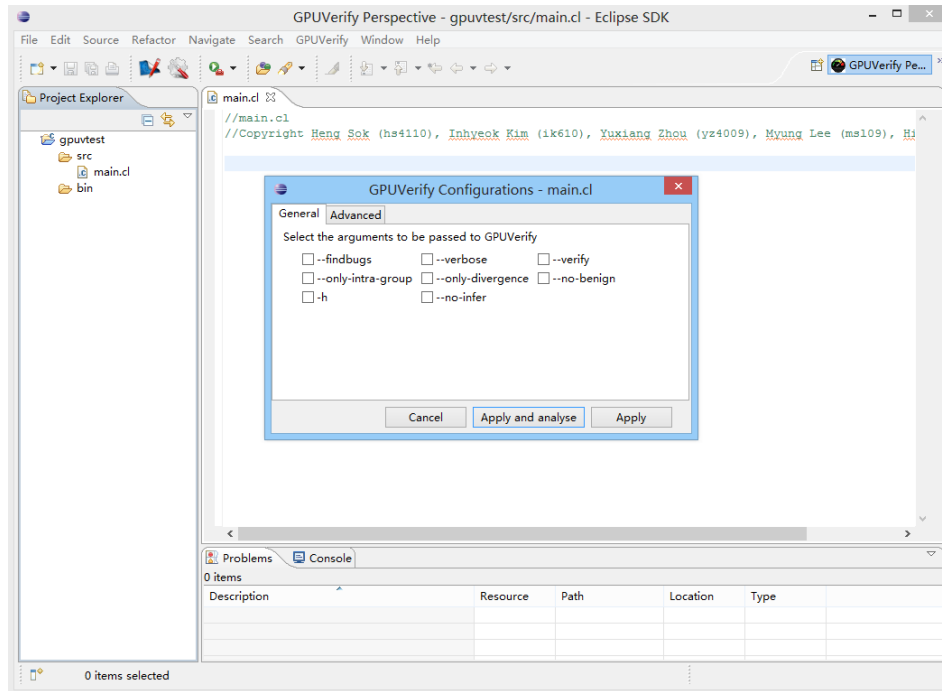 GPUVerify Perspective - gpuvtest/src/main.cl - Eclipse SDK
File Edit Source Refactor Navigate Search GPUVerify Window Help
GPUVerify Pe...
Project Explorer
main.cl
gpuvtest
src
main.cl
bin
//main.cl
//Copyright Heng Sok (hs4110), Inhyeok Kim (ik610), Yuxiang Zhou (yz4009), Myung Lee (msl09), Hi
GPUVerify Configurations - main.cl
General Advanced
Select the arguments to be passed to GPUVerify
--findbugs --verbose --verify
--only-intra-group --only-divergence --no-benign
-h --no-infer
Cancel Apply and analyse Apply
Problems Console
0 items
Description Resource Path Location Type
0 items selected